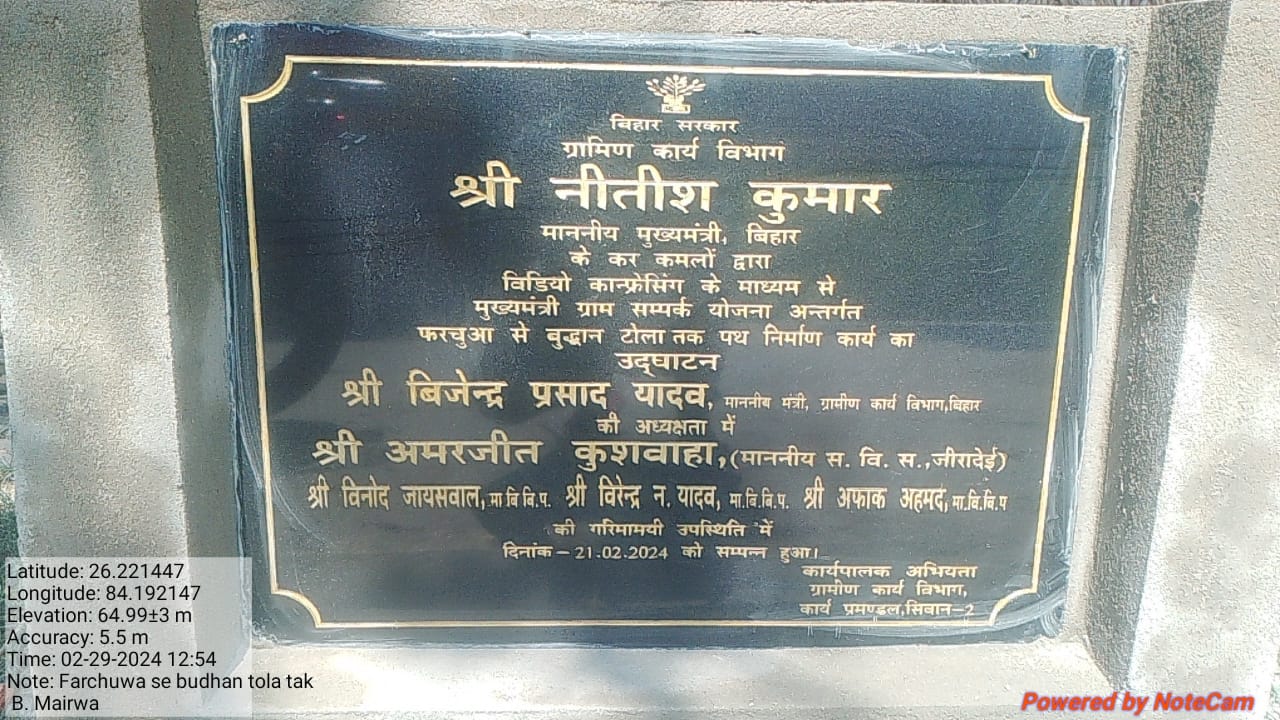 बिहार सरकार
ग्रामिण कार्य विभाग
श्री नीतीश कुमार
माननीय मुख्यमंत्री, बिहार
के कर कमलों द्वारा
विडियो कान्फ्रेसिंग के माध्यम से
मुख्यमंत्री ग्राम सम्पर्क योजना अन्तर्गत
फरचुआ से बुद्धान टोला तक पथ निर्माण कार्य का
उद्घाटन
श्री बिजेन्द्र प्रसाद यादव, माननीय मंत्री, ग्रामीण कार्य विभाग,बिहार
की अध्यक्षता में
श्री अमरजीत कुशवाहा,(माननीय स. वि. स.,जीरादेई)
श्री विनोद जायसवाल, मा.वि.वि.प. श्री विरेन्द्र न. यादव, मा.वि.वि.प. श्री अफाक अहमद, मा.वि.वि.प
की गरिमामयी उपस्थिति में
दिनांक – 21.02.2024 को सम्पन्न हुआ।
कार्यपालक अभियता
ग्रामीण कार्य विभाग,
कार्य प्रमण्डल,सिवान–2
Latitude: 26.221447
Longitude: 84.192147
Elevation: 64.99±3 m
Accuracy: 5.5 m
Time: 02-29-2024 12:54
Note: Farchuwa se budhan tola tak
B. Mairwa
Powered by NoteCam